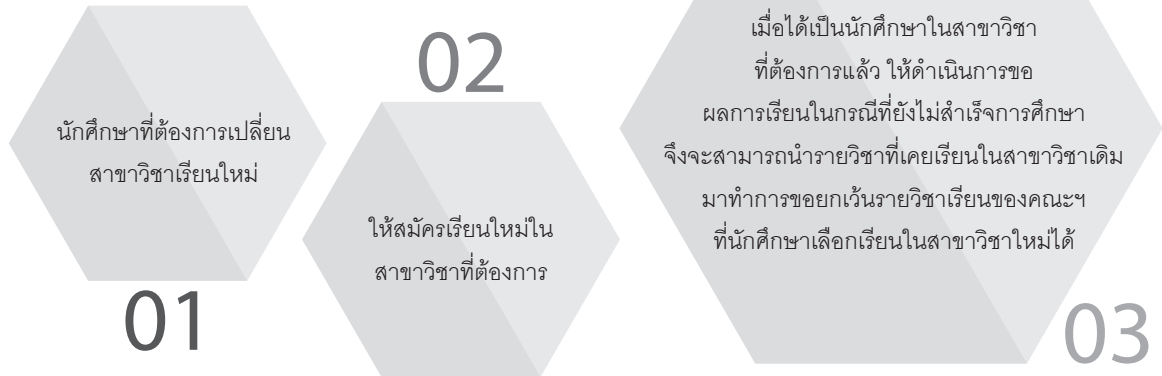 นักศึกษาที่ต้องการเปลี่ยน
สาขาวิชาเรียนใหม่
01
02
ให้สมัครเรียนใหม่ใน
สาขาวิชาที่ต้องการ
เมื่อได้เป็นนักศึกษาในสาขาวิชา
ที่ต้องการแล้ว ให้ดำเนินการขอ
ผลการเรียนในกรณีที่ยังไม่สำเร็จการศึกษา
จึงจะสามารถนำรายวิชาที่เคยเรียนในสาขาวิชาเดิม
มาทำการขอยกเว้นรายวิชาเรียนของคณะฯ
ที่นักศึกษาเลือกเรียนในสาขาวิชาใหม่ได้
03